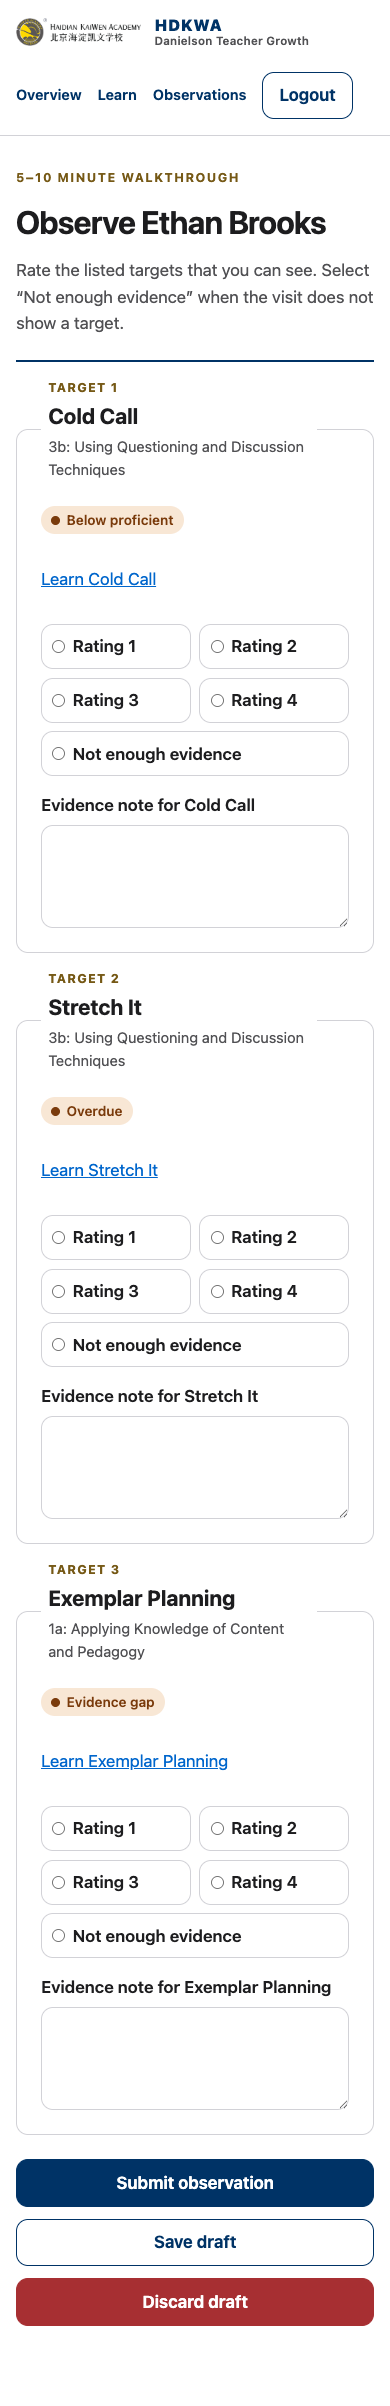 HAIDIAN KAIWEN ACADEMY
北京海淀凯文学校
HDKWA
Danielson Teacher Growth
Overview Learn Observations Logout
5–10 MINUTE WALKTHROUGH
Observe Ethan Brooks
Rate the listed targets that you can see. Select
“Not enough evidence” when the visit does not
show a target.
TARGET 1
Cold Call
3b: Using Questioning and Discussion
Techniques
Below proficient
Learn Cold Call
Rating 1 Rating 2
Rating 3 Rating 4
Not enough evidence
Evidence note for Cold Call
TARGET 2
Stretch It
3b: Using Questioning and Discussion
Techniques
Overdue
Learn Stretch It
Rating 1 Rating 2
Rating 3 Rating 4
Not enough evidence
Evidence note for Stretch It
TARGET 3
Exemplar Planning
1a: Applying Knowledge of Content
and Pedagogy
Evidence gap
Learn Exemplar Planning
Rating 1 Rating 2
Rating 3 Rating 4
Not enough evidence
Evidence note for Exemplar Planning
Submit observation
Save draft
Discard draft